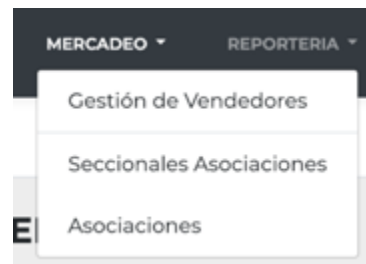 MERCADEO REPORTERIA
Gestión de Vendedores
Seccionales Asociaciones
Asociaciones